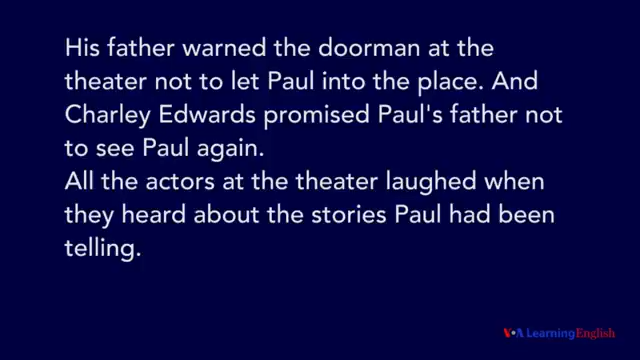 His father warned the doorman at the
theater not to let Paul into the place. And
Charley Edwards promised Paul's father not
to see Paul again.
All the actors at the theater laughed when
they heard about the stories Paul had been
telling.
VOA LearningEnglish